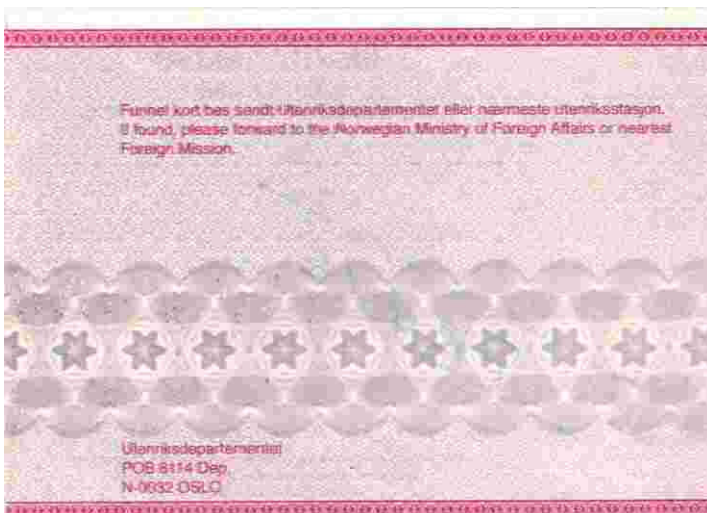 Funnet kort bes sendt Utenriksdepartementet eller nærmeste utenriksstasjon.
If found, please forward to the Norwegian Ministry of Foreign Affairs or nearest
Foreign Mission.
Utenriksdepartementet
POB 8114 Dep.
N-0032 OSLO